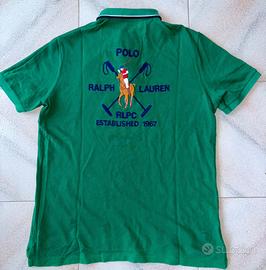 POLO
RALPH LAUREN
RLPC
ESTABLISHED 1967